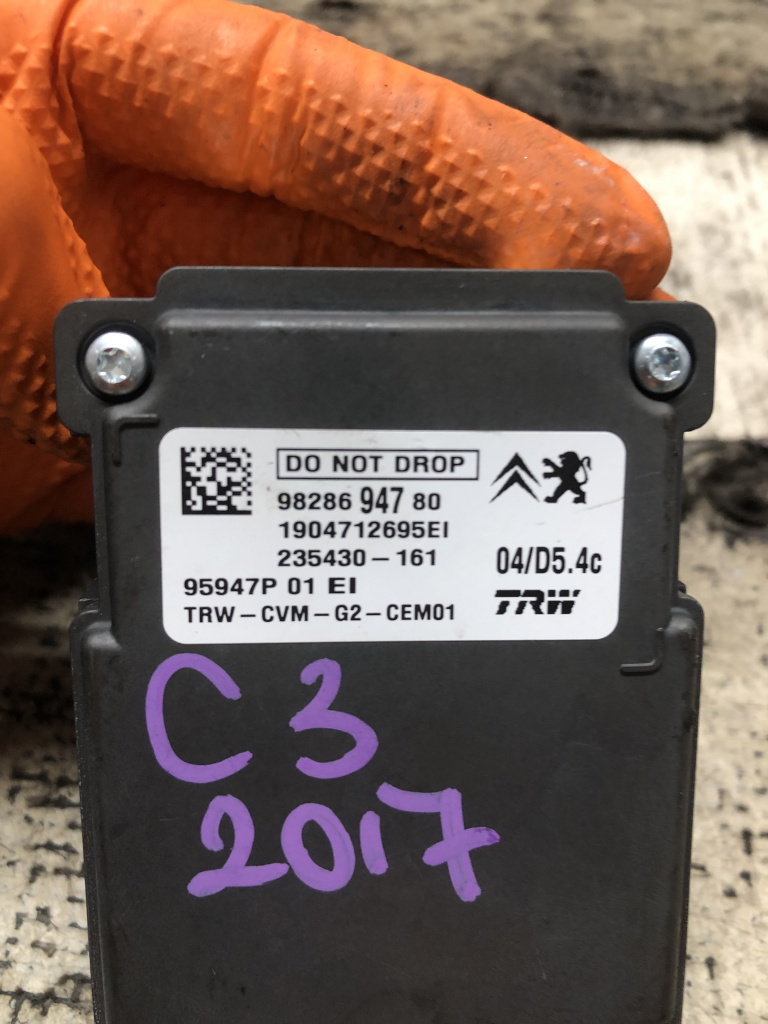 DO NOT DROP
98286 947 80
1904712695EI
235430-161
04/D5.4c
95947P 01 EI
TRW
TRW-CVM-G2-CEM01
C3
2017